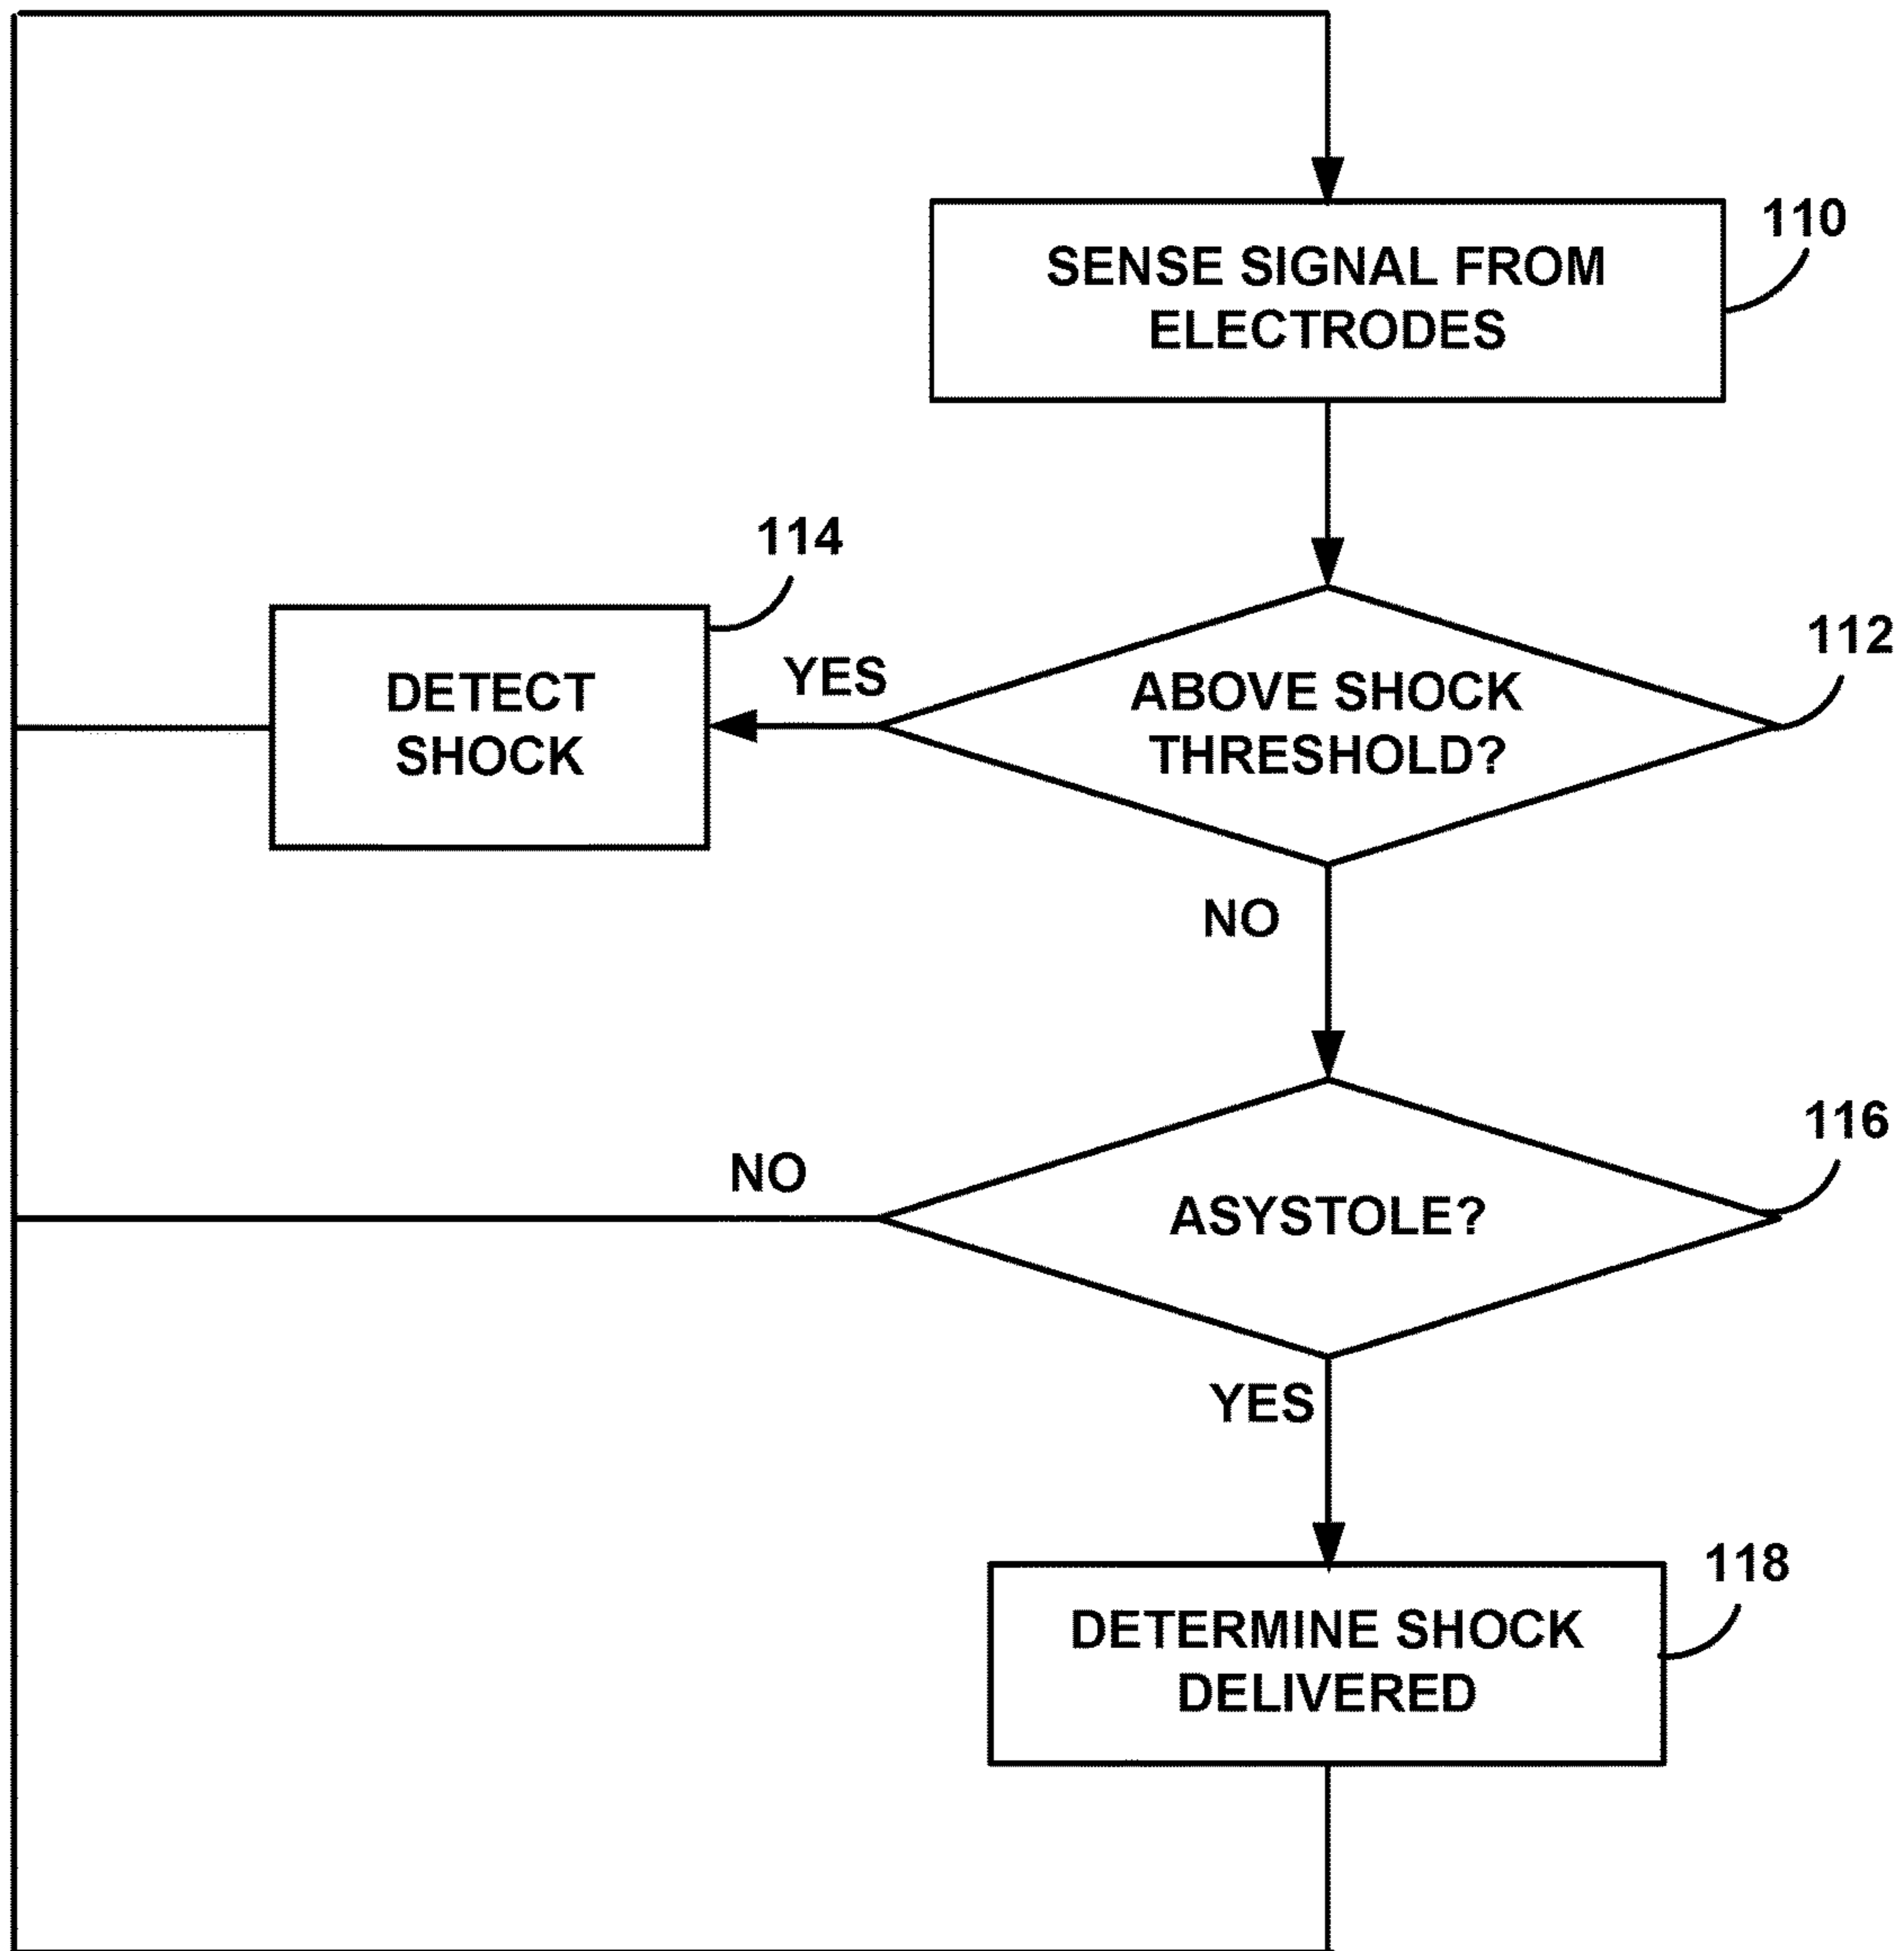 110
SENSE SIGNAL FROM
ELECTRODES
114
112
DETECT
SHOCK
YES
ABOVE SHOCK
THRESHOLD?
NO
116
NO
ASYSTOLE?
YES
118
DETERMINE SHOCK
DELIVERED